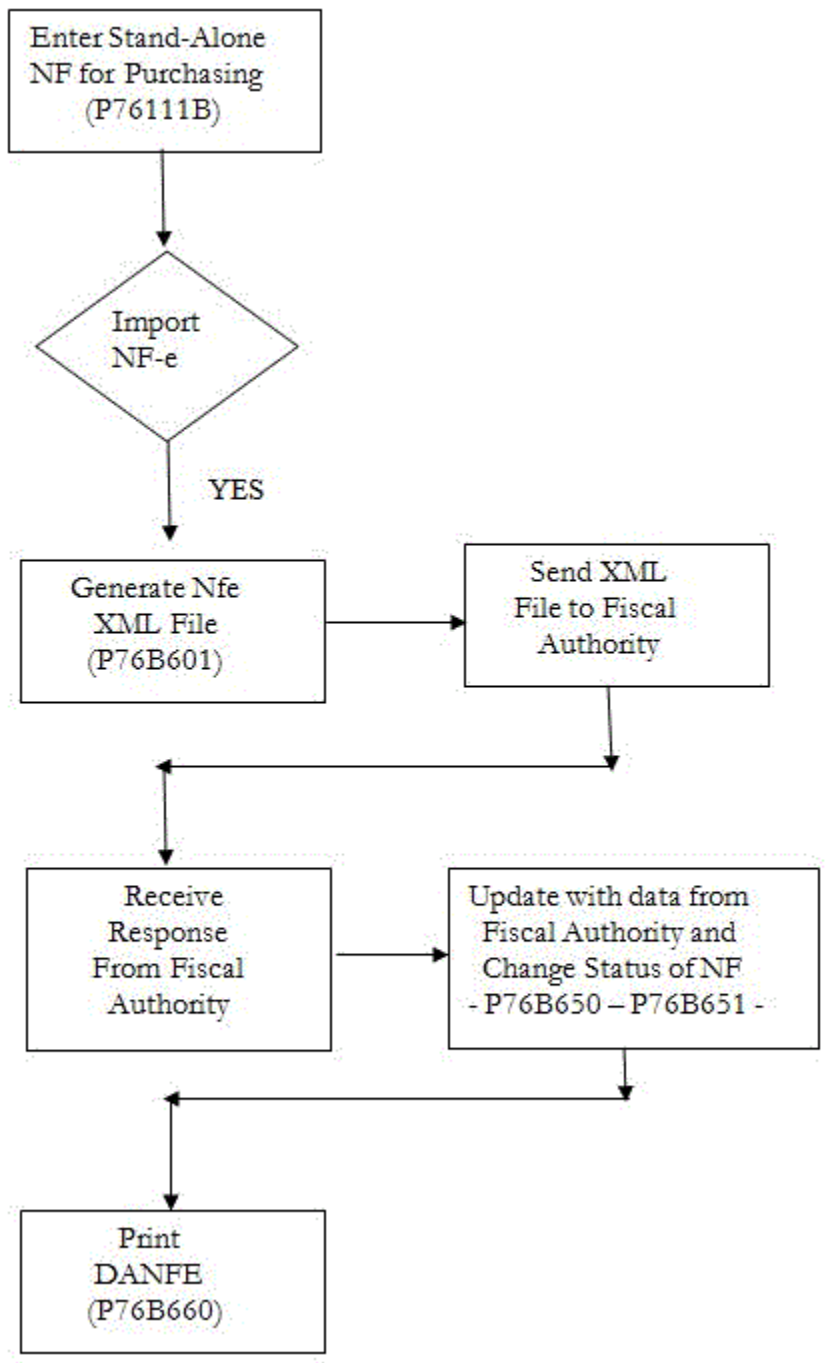 Enter Stand-Alone
NF for Purchasing
(P76111B)
Import
NF-e
YES
Generate Nfe
XML File
(P76B601)
Send XML
File to Fiscal
Authority
Receive
Response
From Fiscal
Authority
Update with data from
Fiscal Authority and
Change Status of NF
- P76B650 – P76B651 -
Print
DANFE
(P76B660)